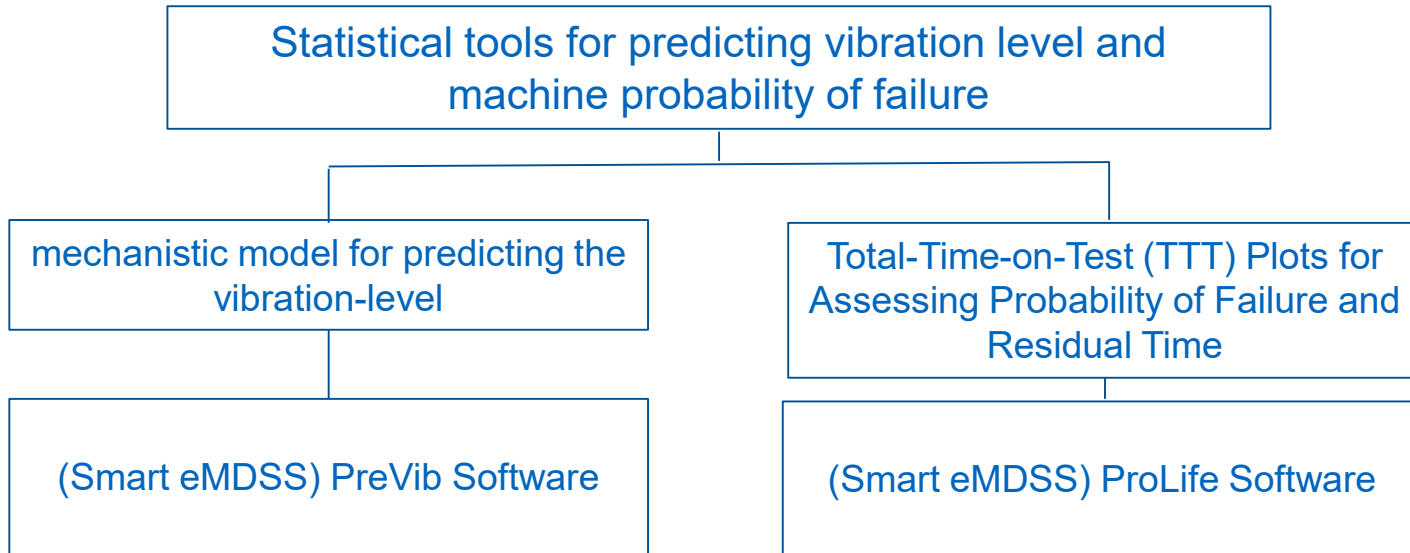 Statistical tools for predicting vibration level and
machine probability of failure
mechanistic model for predicting the
vibration-level
Total-Time-on-Test (TTT) Plots for
Assessing Probability of Failure and
Residual Time
(Smart eMDSS) PreVib Software
(Smart eMDSS) ProLife Software